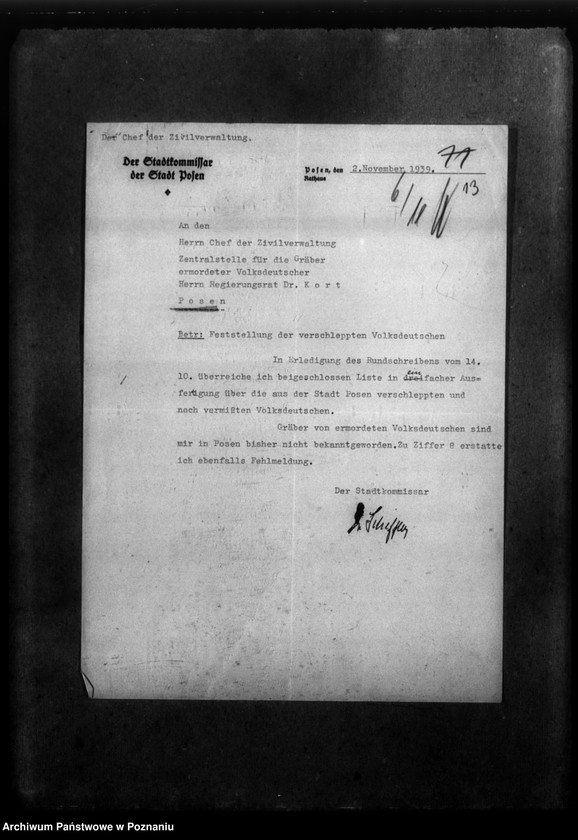 Der Chef der Zivilverwaltung.
Der Stadtkommissar
der Stadt Posen
Posen, den 2.November 1939.
Rathaus
71
13
6/11
An den
Herrn Chef der Zivilverwaltung
Zentralstelle für die Gräber
ermordeter Volksdeutscher
Herrn Regierungsrat Dr. K o r t
P o s e n
Betr: Feststellung der verschleppten Volksdeutschen
In Erledigung des Rundschreibens vom 14.
10. überreiche ich beigeschlossen Liste in dreifacher Aus=
fertigung über die aus der Stadt Posen verschleppten und
noch vermißten Volksdeutschen.
Gräber von ermordeten Volksdeutschen sind
mir in Posen bisher nicht bekanntgeworden.Zu Ziffer 8 erstatte
ich ebenfalls Fehlmeldung.
Der Stadtkommissar
Archiwum Państwowe w Poznaniu